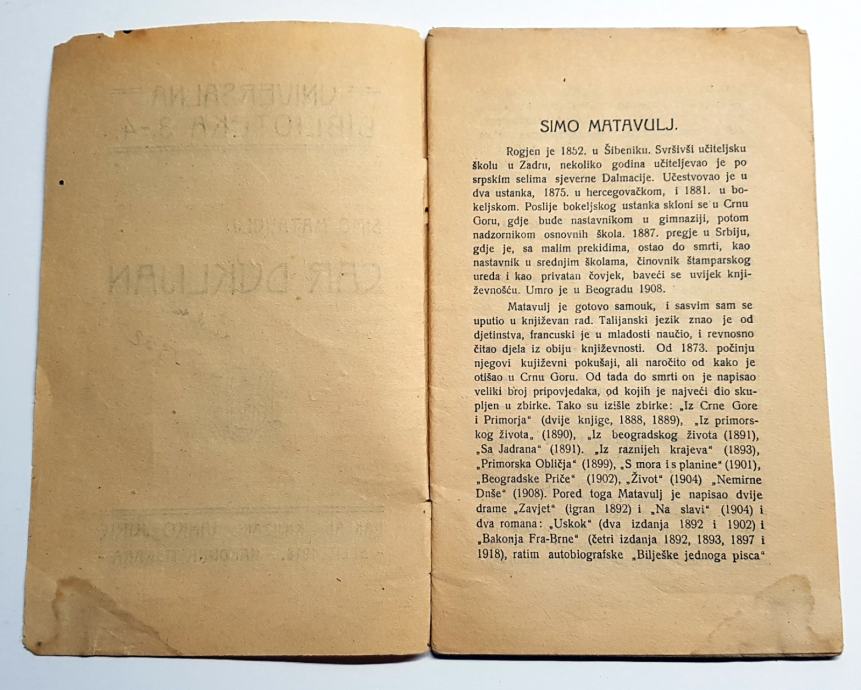 UNIVERSALNA
BIBLIOTEKA 3-4
SIMO MATAVULJ
CAR DUKLIJAN
SIMO MATAVULJ.
Rogjen je 1852. u Šibeniku. Svršivši učiteljsku
školu u Zadru, nekoliko godina učiteljevao je po
srpskim selima sjeverne Dalmacije. Učestvovao je u
dva ustanka, 1875. u hercegovačkom, i 1881. u bo-
keljskom. Poslije bokeljskog ustanka skloni se u Crnu
Goru, gdje bude nastavnikom u gimnaziji, potom
nadzornikom osnovnih škola. 1887. pregje u Srbiju,
gdje je, sa malim prekidima, ostao do smrti, kao
nastavnik u srednjim školama, činovnik štamparskog
ureda i kao privatan čovjek, baveći se uvijek knji-
ževnošću. Umro je u Beogradu 1908.
Matavulj je gotovo samouk, i sasvim sam se
uputio u književan rad. Talijanski jezik znao je od
djetinstva, francuski je u mladosti naučio, i revnosno
čitao djela iz obiju književnosti. Od 1873. počinju
njegovi kujiževni pokušaji, ali naročito od kako je
otišao u Crnu Goru. Od tada do smrti on je napisao
veliki broj pripovjedaka, od kojih je najveći dio sku-
pljen u zbirke. Tako su izišle zbirke: „Iz Crne Gore
i Primorja“ (dvije knjige, 1888, 1889), „Iz primors-
kog života„ (1890), „Iz beogradskog života (1891),
„Sa Jadrana“ (1891). „Iz raznijeh krajeva“ (1893),
„Primorska Obličja“ (1899), „S mora i s planine“ (1901),
„Beogradske Priče“ (1902), „Život“ (1904) „Nemirne
Dnše“ (1908). Pored toga Matavulj je napisao dvije
drame „Zavjet“ (igran 1892) i „Na slavi“ (1904) i
dva romana: „Uskok“ (dva izdanja 1892 i 1902) i
„Bakonja Fra-Brne“ (četri izdanja 1892, 1893, 1897 i
1918), ratim autobiografske „Bilješke jednoga pisca“